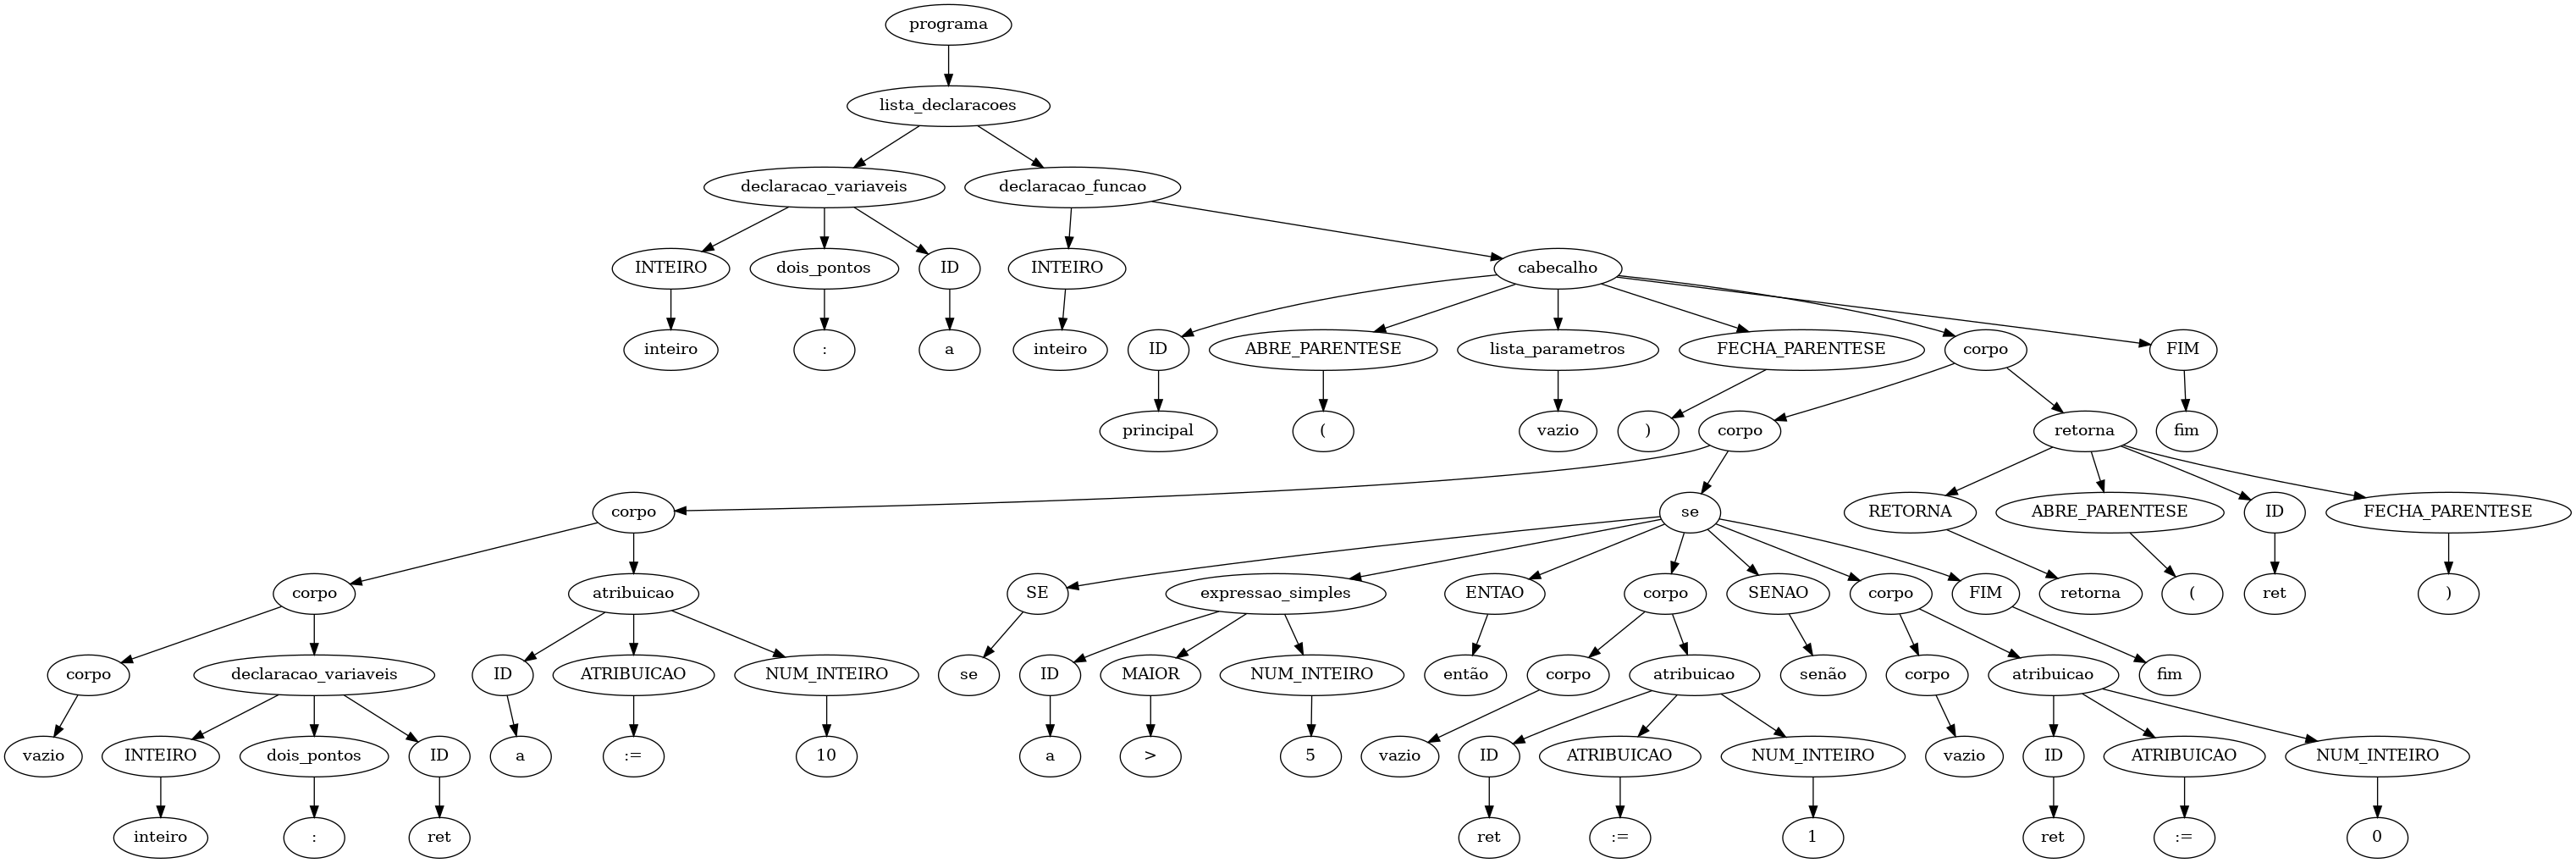 programa
lista_declaracoes
declaracao_variaveis declaracao_funcao
INTEIRO dois_pontos ID INTEIRO cabecalho
inteiro : a inteiro ID ABRE_PARENTESE lista_parametros FECHA_PARENTESE corpo FIM
principal ( vazio ) corpo retorna fim
corpo se RETORNA ABRE_PARENTESE ID FECHA_PARENTESE
corpo atribuicao SE expressao_simples ENTAO corpo SENAO corpo FIM retorna ( ret )
corpo declaracao_variaveis ID ATRIBUICAO NUM_INTEIRO se ID MAIOR NUM_INTEIRO então corpo atribuicao senão corpo atribuicao fim
vazio INTEIRO dois_pontos ID a := 10 a > 5 vazio ID ATRIBUICAO NUM_INTEIRO vazio ID ATRIBUICAO NUM_INTEIRO
inteiro : ret ret := 1 ret := 0